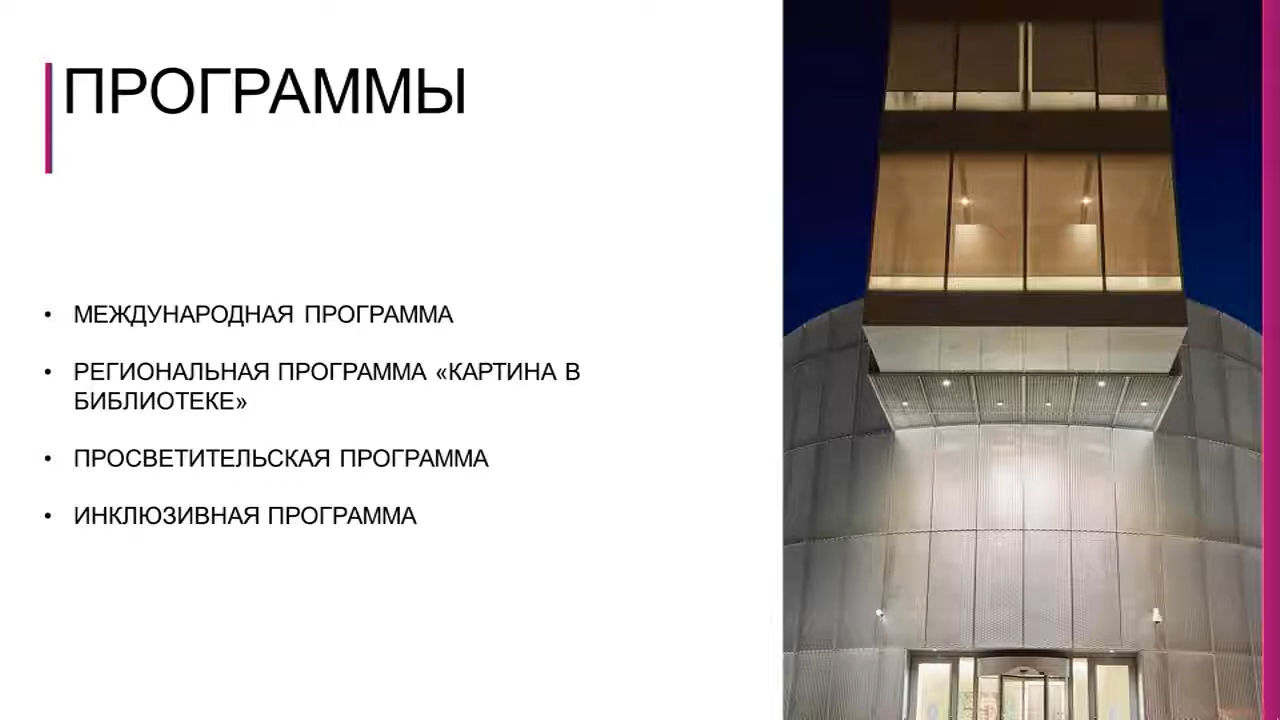 ПРОГРАММЫ
• МЕЖДУНАРОДНАЯ ПРОГРАММА
• РЕГИОНАЛЬНАЯ ПРОГРАММА «КАРТИНА В
БИБЛИОТЕКЕ»
• ПРОСВЕТИТЕЛЬСКАЯ ПРОГРАММА
• ИНКЛЮЗИВНАЯ ПРОГРАММА